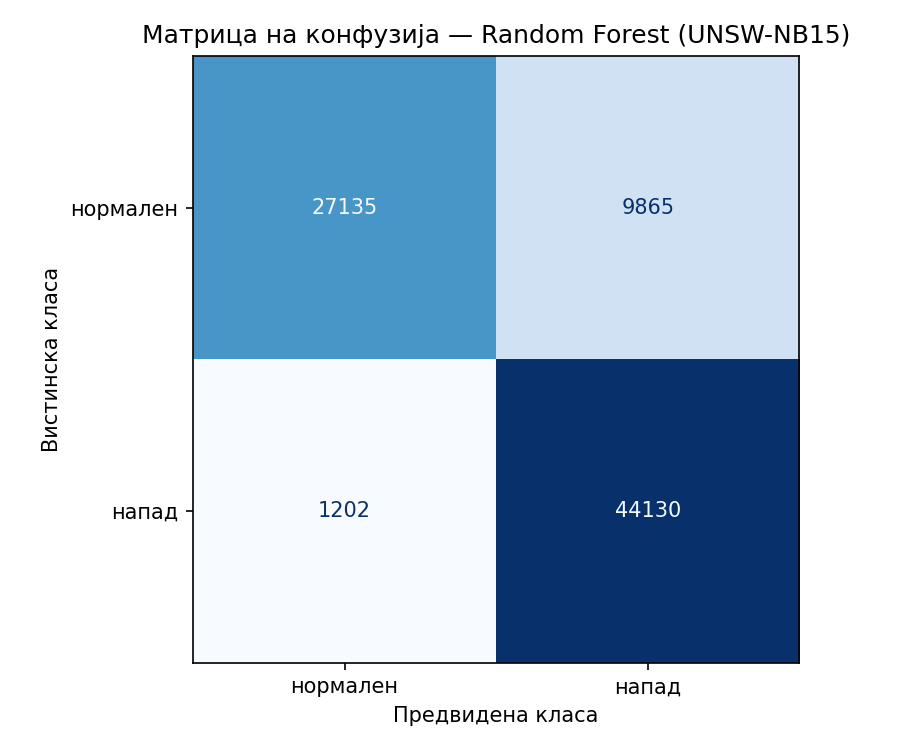 Матрица на конфузија — Random Forest (UNSW-NB15)
нормален
27135
9865
Вистинска класа
напад
1202
44130
нормален
напад
Предвидена класа